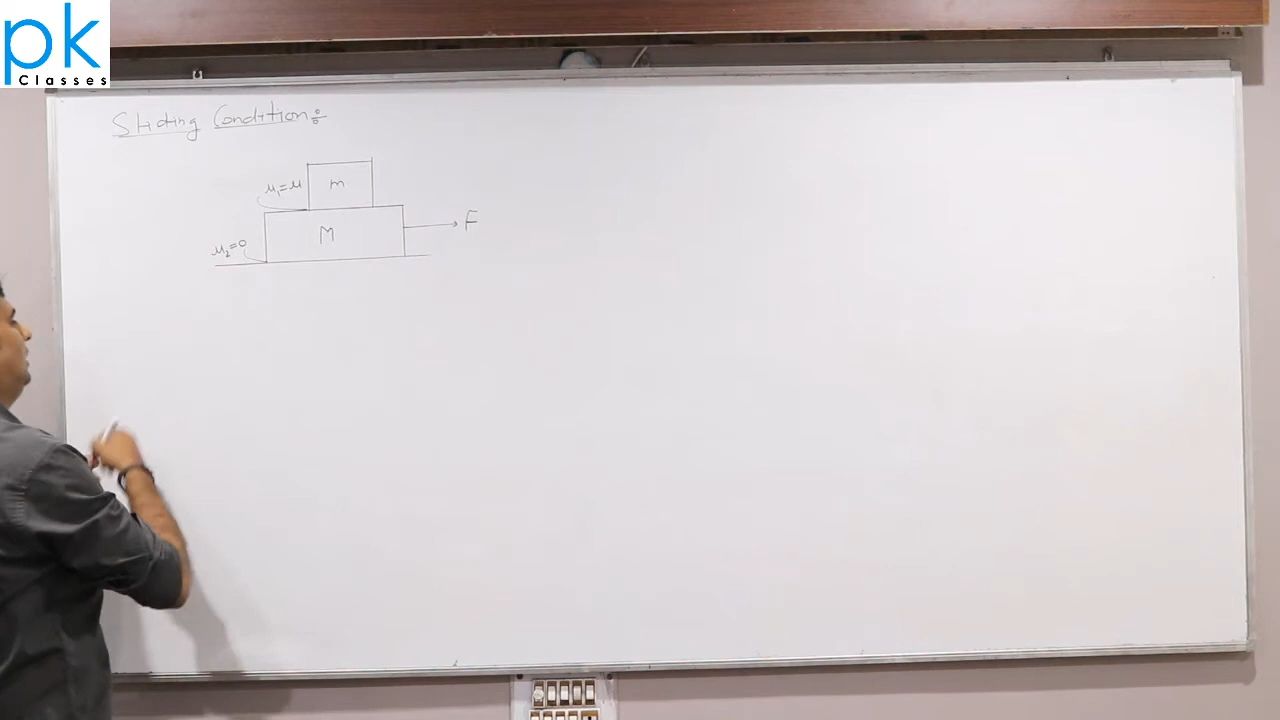 pk
Classes
Sliding Condition÷
μ₁=μ
m
M
F
μ₂=0